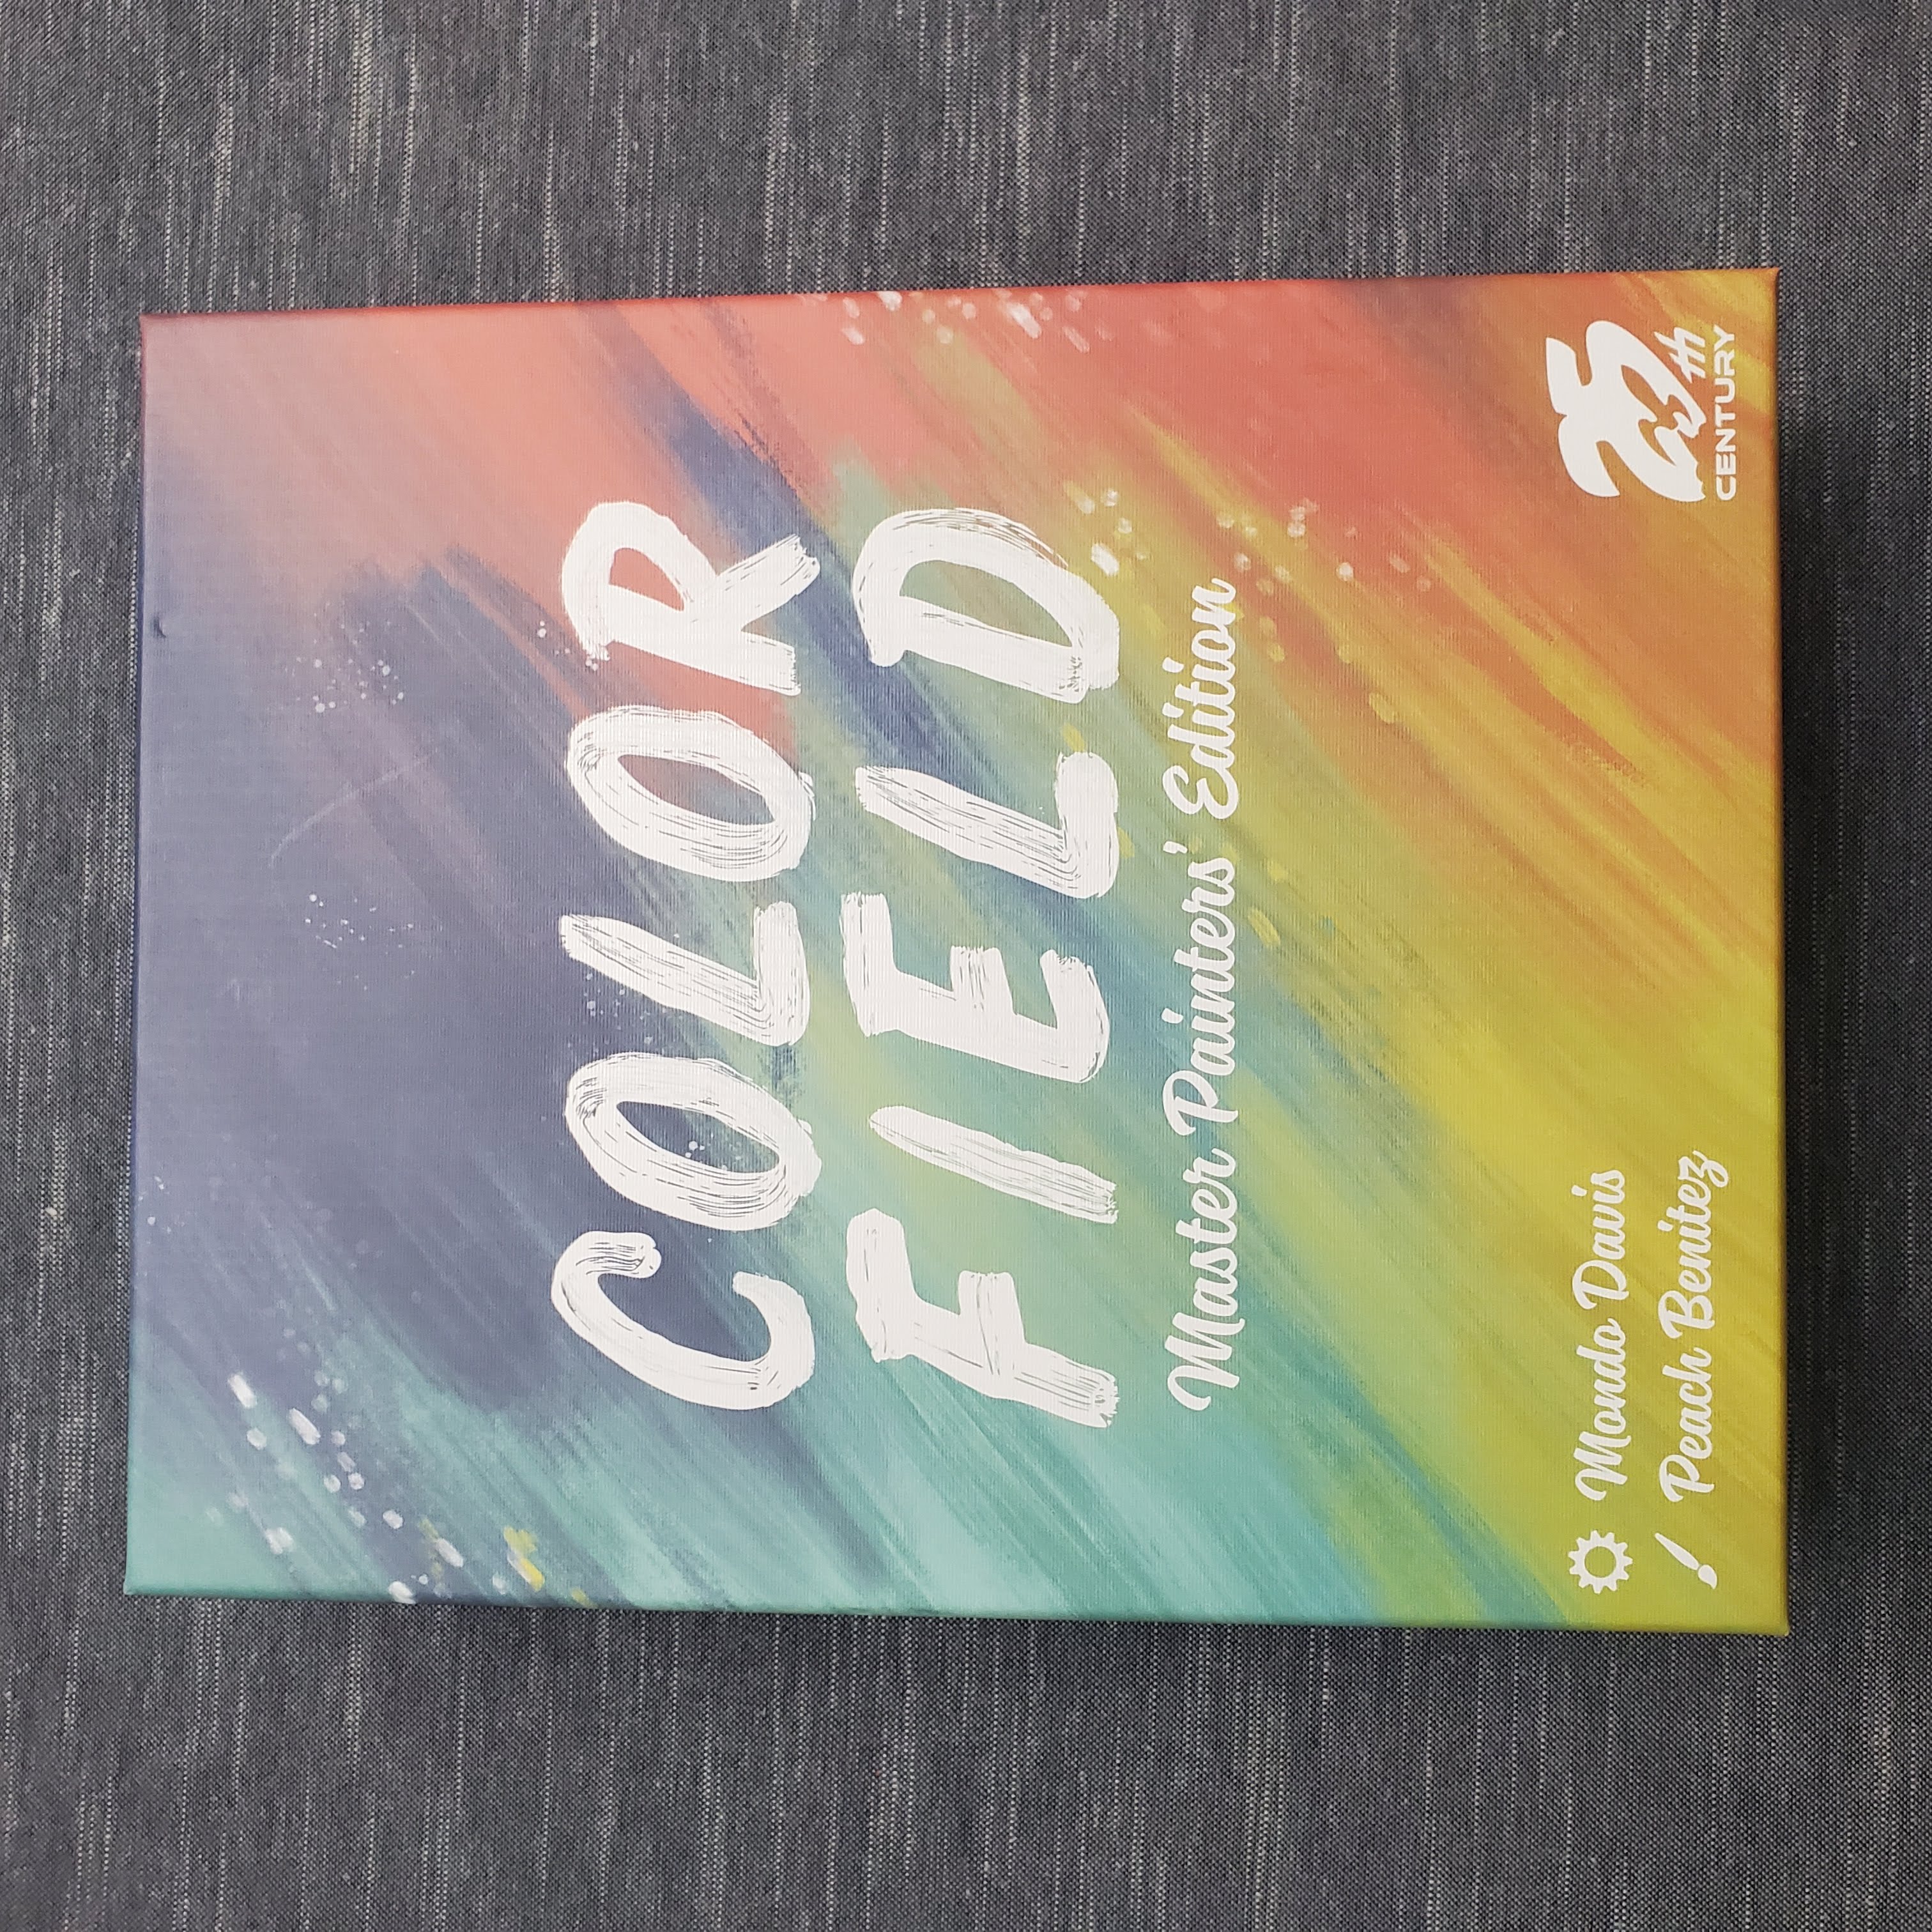 COLOR
FIELD
Master Painters' Edition
Mondo Davis
Peach Benitez
25th
CENTURY